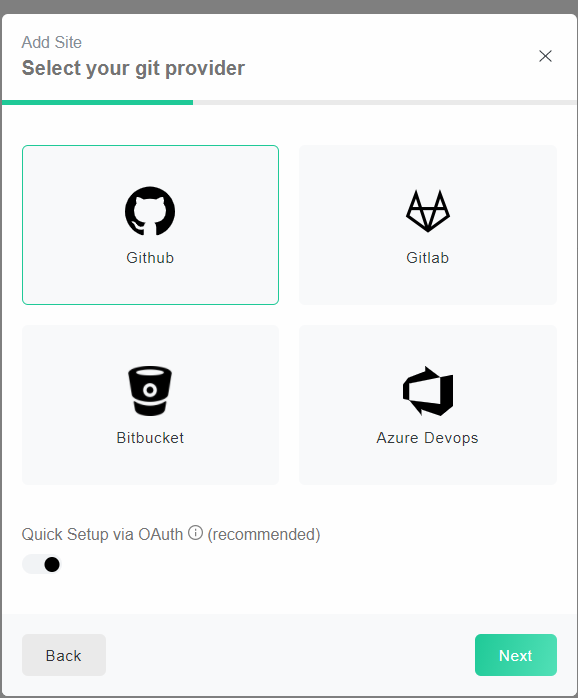 Add Site
Select your git provider
Github
Gitlab
Bitbucket
Azure Devops
Quick Setup via OAuth (recommended)
Back
Next